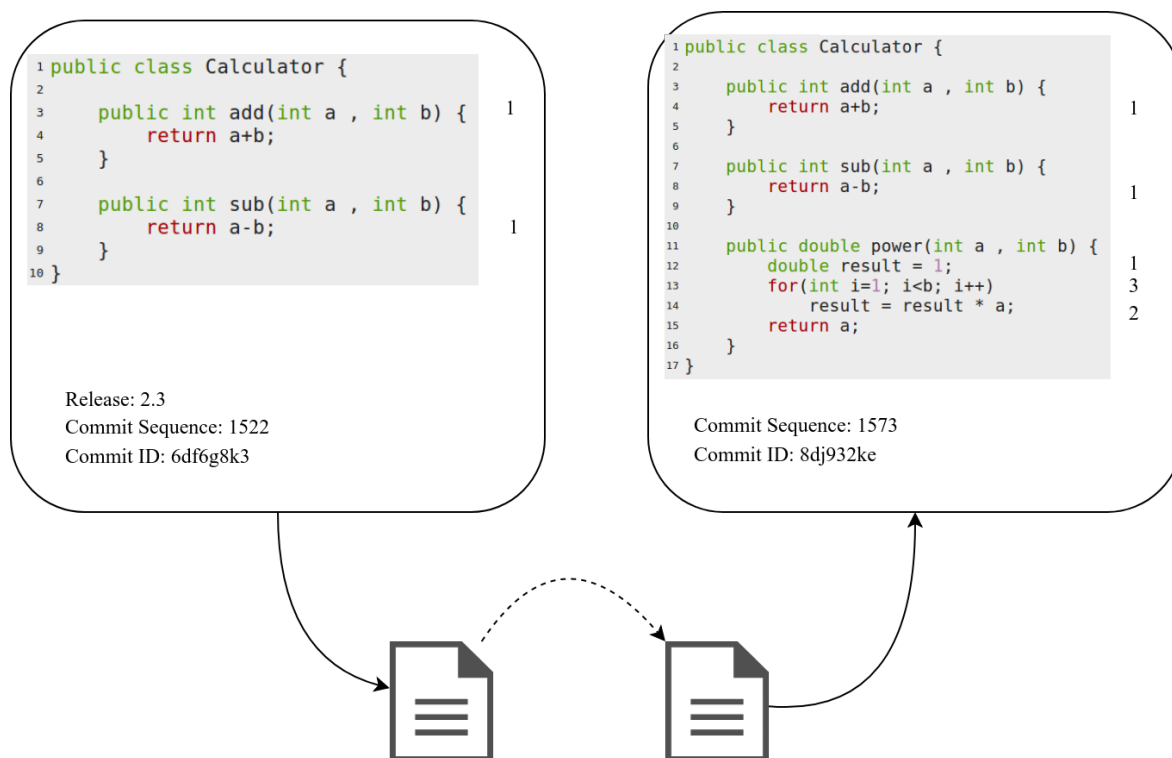 1 public class Calculator {
2
3 public int add(int a , int b) { 1
4 return a+b;
5 }
6
7 public int sub(int a , int b) {
8 return a-b; 1
9 }
10 }
Release: 2.3
Commit Sequence: 1522
Commit ID: 6df6g8k3
1 public class Calculator {
2
3 public int add(int a , int b) {
4 return a+b; 1
5 }
6
7 public int sub(int a , int b) {
8 return a-b; 1
9 }
10
11 public double power(int a , int b) {
12 double result = 1; 1
13 for(int i=1; i<b; i++) 3
14 result = result * a; 2
15 return a;
16 }
17 }
Commit Sequence: 1573
Commit ID: 8dj932ke